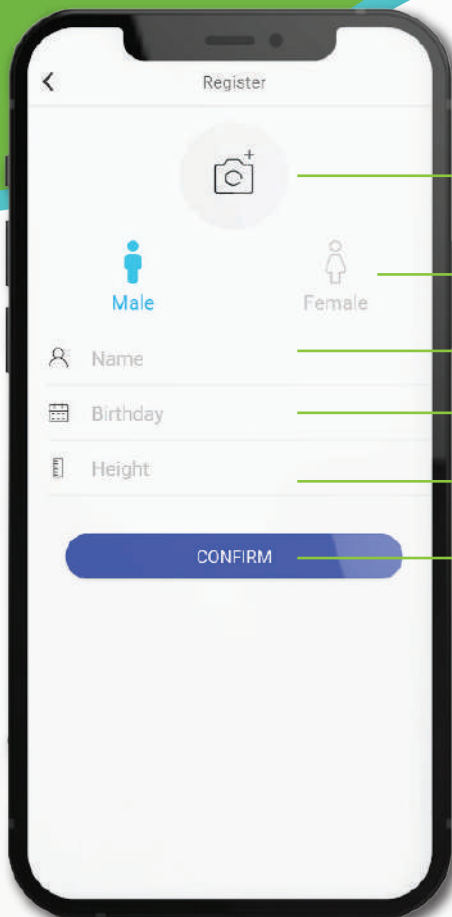 Register
Male Female
Name
Birthday
Height
CONFIRM